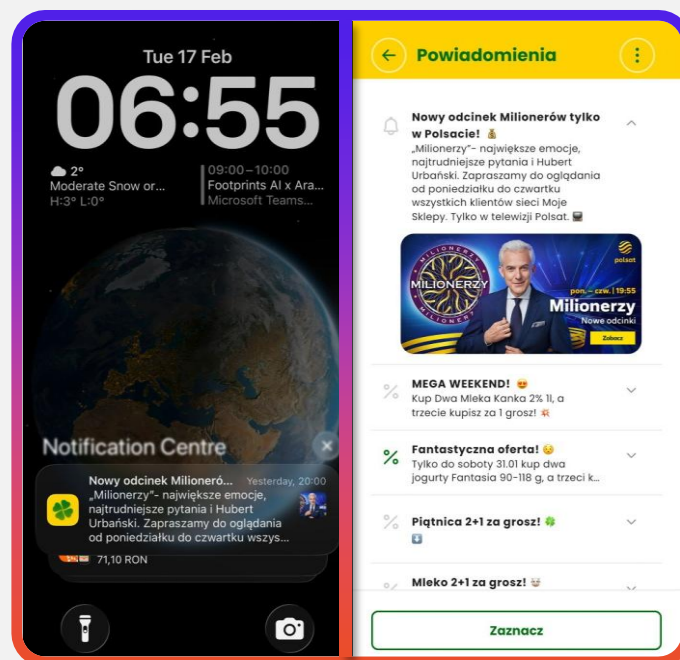 Tue 17 Feb
06:55
2°
Moderate Snow or...
H:3° L:0°
09:00–10:00
Footprints AI x Ara...
Microsoft Teams...
Notification Centre
Nowy odcinek Milioneró... Yesterday, 20:00
„Milionerzy”- największe emocje,
najtrudniejsze pytania i Hubert
Urbański. Zapraszamy do oglądania
od poniedziałku do czwartku wszys...
71,10 RON
Powiadomienia
Nowy odcinek Milionerów tylko
w Polsacie! 💰
„Milionerzy”- największe emocje,
najtrudniejsze pytania i Hubert
Urbański. Zapraszamy do oglądania
od poniedziałku do czwartku
wszystkich klientów sieci Moje
Sklepy. Tylko w telewizji Polsat. 📺
MILIONERZY
MILIONERZY
polsat
pon. – czw. | 19:55
Milionerzy
Nowe odcinki
Zobacz
MEGA WEEKEND! 😍
Kup Dwa Mleka Kanka 2% 1l, a
trzecie kupisz za 1 grosz! 💥
Fantastyczna oferta! 😋
Tylko do soboty 31.01 kup dwa
jogurty Fantasia 90-118 g, a trzeci k...
Piątnica 2+1 za grosz! 🍀
⬇️
Mleko 2+1 za grosz! 🐮
Zaznacz